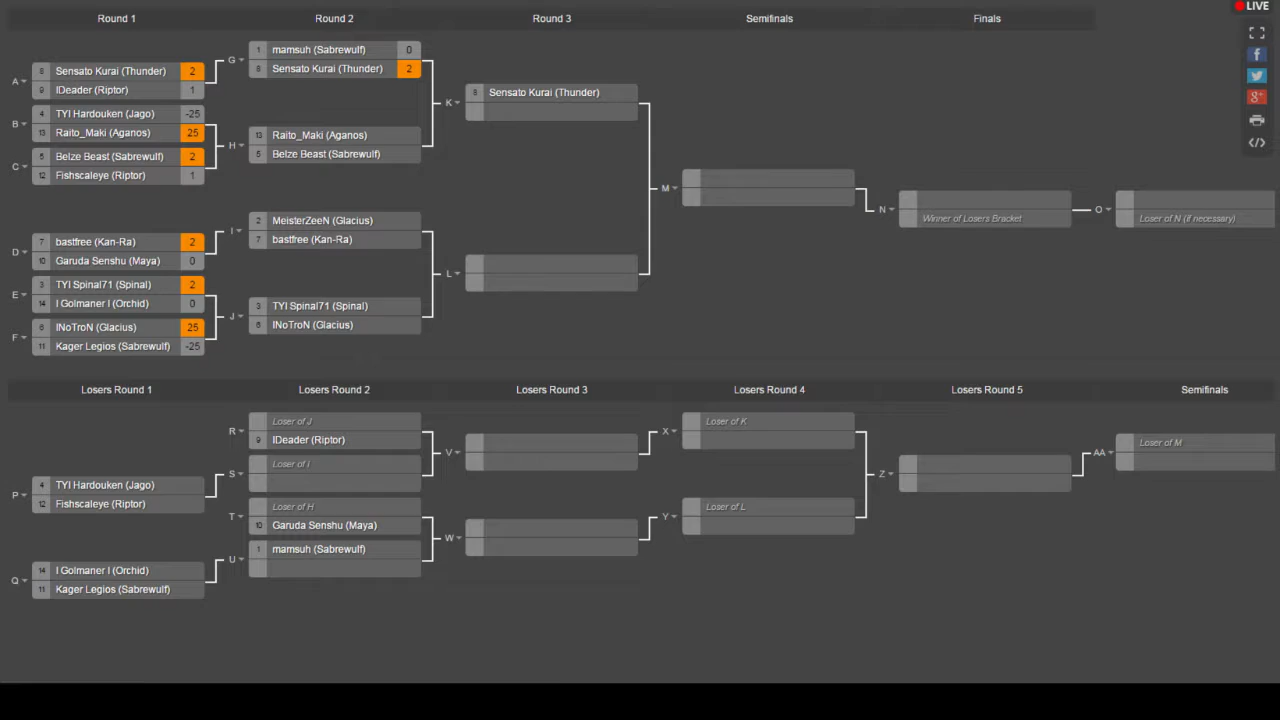 LIVE
Round 1
Round 2
Round 3
Semifinals
Finals
G
1 mamsuh (Sabrewulf) 0
8 Sensato Kurai (Thunder) 2
A
8 Sensato Kurai (Thunder) 2
9 IDeader (Riptor) 1
K
8 Sensato Kurai (Thunder)
B
4 TYI Hardouken (Jago) -25
13 Raito_Maki (Aganos) 25
H
13 Raito_Maki (Aganos)
5 Belze Beast (Sabrewulf)
C
5 Belze Beast (Sabrewulf) 2
12 Fishscaleye (Riptor) 1
M
N
Winner of Losers Bracket
O
Loser of N (if necessary)
I
2 MeisterZeeN (Glacius)
7 bastfree (Kan-Ra)
D
7 bastfree (Kan-Ra) 2
10 Garuda Senshu (Maya) 0
L
E
3 TYI Spinal71 (Spinal) 2
14 I Golmaner I (Orchid) 0
J
3 TYI Spinal71 (Spinal)
6 INoTroN (Glacius)
F
6 INoTroN (Glacius) 25
11 Kager Legios (Sabrewulf) -25
Losers Round 1
Losers Round 2
Losers Round 3
Losers Round 4
Losers Round 5
Semifinals
R
Loser of J
9 IDeader (Riptor)
V
X
Loser of K
AA
Loser of M
S
Loser of I
P
4 TYI Hardouken (Jago)
12 Fishscaleye (Riptor)
Z
T
Loser of H
10 Garuda Senshu (Maya)
W
Y
Loser of L
U
1 mamsuh (Sabrewulf)
Q
14 I Golmaner I (Orchid)
11 Kager Legios (Sabrewulf)